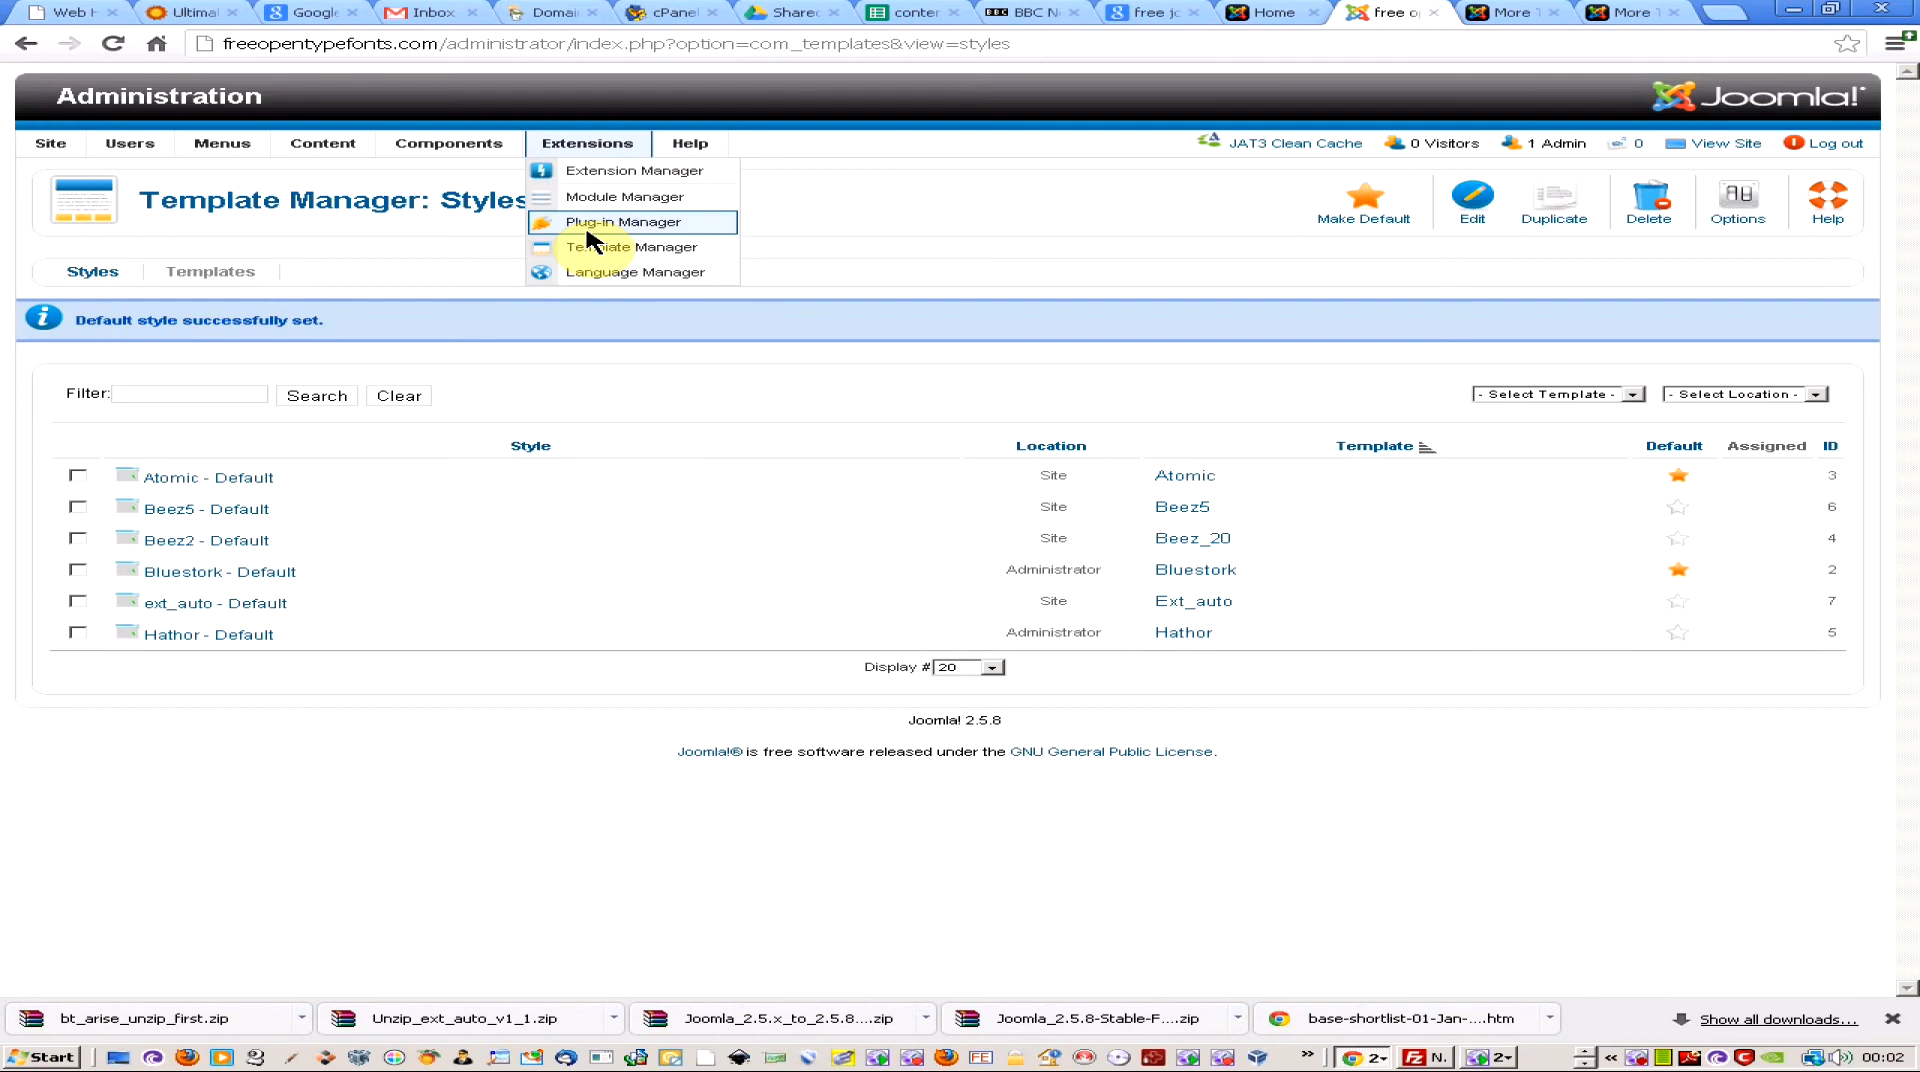 Web H Ultimat Google Inbox Domain cPanel Shared conter BBC N free jo Home free o More T More T
freeopentypefonts.com/administrator/index.php?option=com_templates&view=styles
Administration Joomla!
Site Users Menus Content Components Extensions Help JAT3 Clean Cache 0 Visitors 1 Admin 0 View Site Log out
Extension Manager
Module Manager
Plug-in Manager
Template Manager
Language Manager
Template Manager: Styles
Make Default Edit Duplicate Delete Options Help
Styles Templates
Default style successfully set.
Filter: Search Clear - Select Template - - Select Location -
Style Location Template Default Assigned ID
Atomic - Default Site Atomic 3
Beez5 - Default Site Beez5 6
Beez2 - Default Site Beez_20 4
Bluestork - Default Administrator Bluestork 2
ext_auto - Default Site Ext_auto 7
Hathor - Default Administrator Hathor 5
Display # 20
Joomla! 2.5.8
Joomla!® is free software released under the GNU General Public License.
bt_arise_unzip_first.zip Unzip_ext_auto_v1_1.zip Joomla_2.5.x_to_2.5.8....zip Joomla_2.5.8-Stable-F....zip base-shortlist-01-Jan-....htm Show all downloads...
Start FE 2 N. 2 00:02